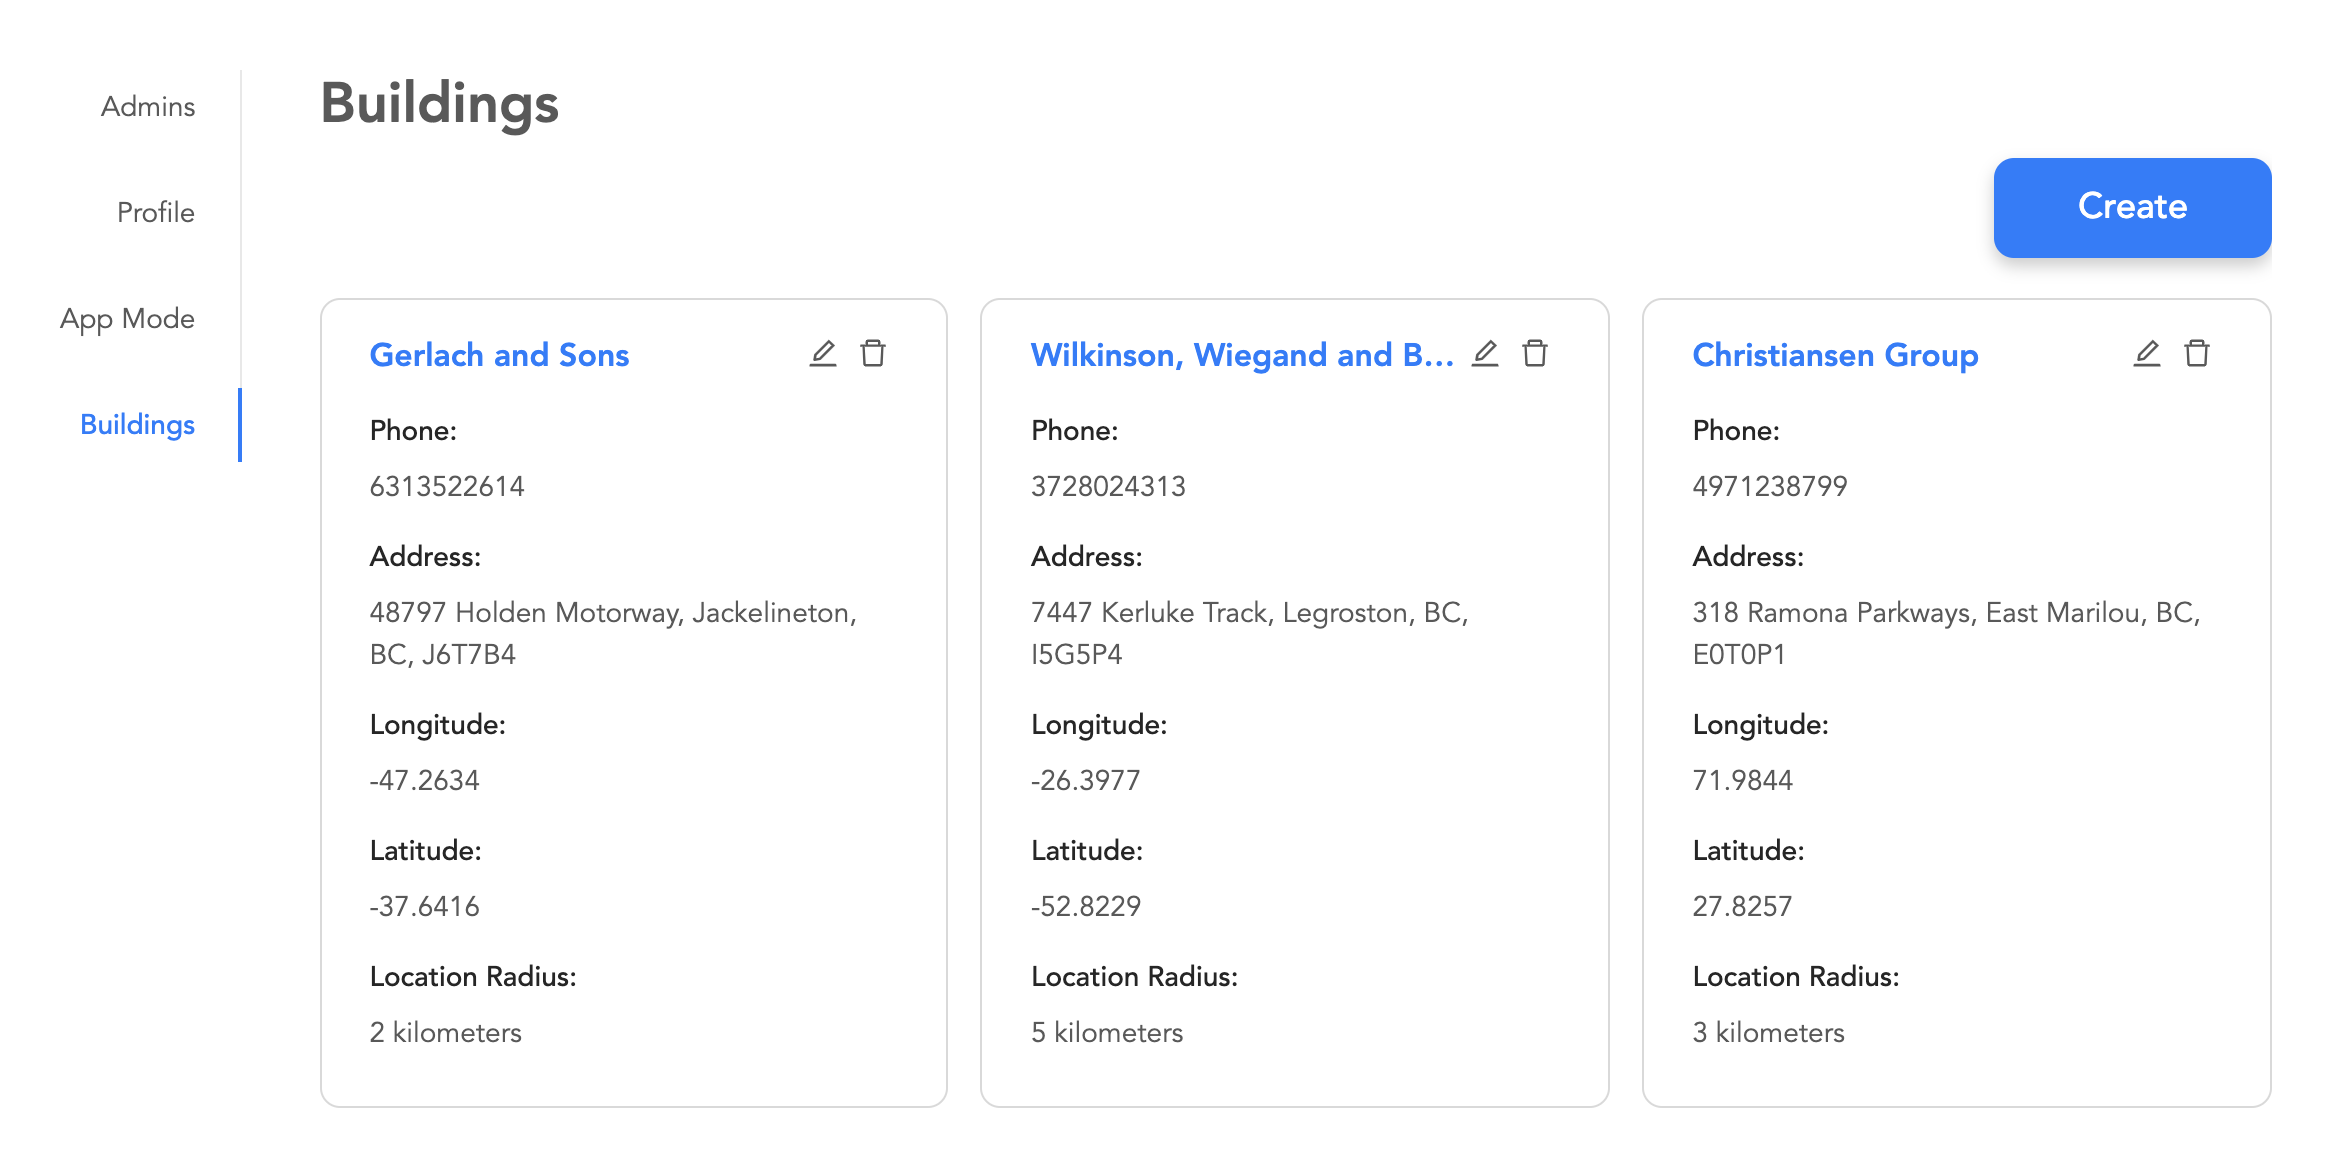 Admins
Profile
App Mode
Buildings
Buildings
Create
Gerlach and Sons
Phone:
6313522614
Address:
48797 Holden Motorway, Jackelineton,
BC, J6T7B4
Longitude:
-47.2634
Latitude:
-37.6416
Location Radius:
2 kilometers
Wilkinson, Wiegand and B...
Phone:
3728024313
Address:
7447 Kerluke Track, Legroston, BC,
I5G5P4
Longitude:
-26.3977
Latitude:
-52.8229
Location Radius:
5 kilometers
Christiansen Group
Phone:
4971238799
Address:
318 Ramona Parkways, East Marilou, BC,
E0T0P1
Longitude:
71.9844
Latitude:
27.8257
Location Radius:
3 kilometers